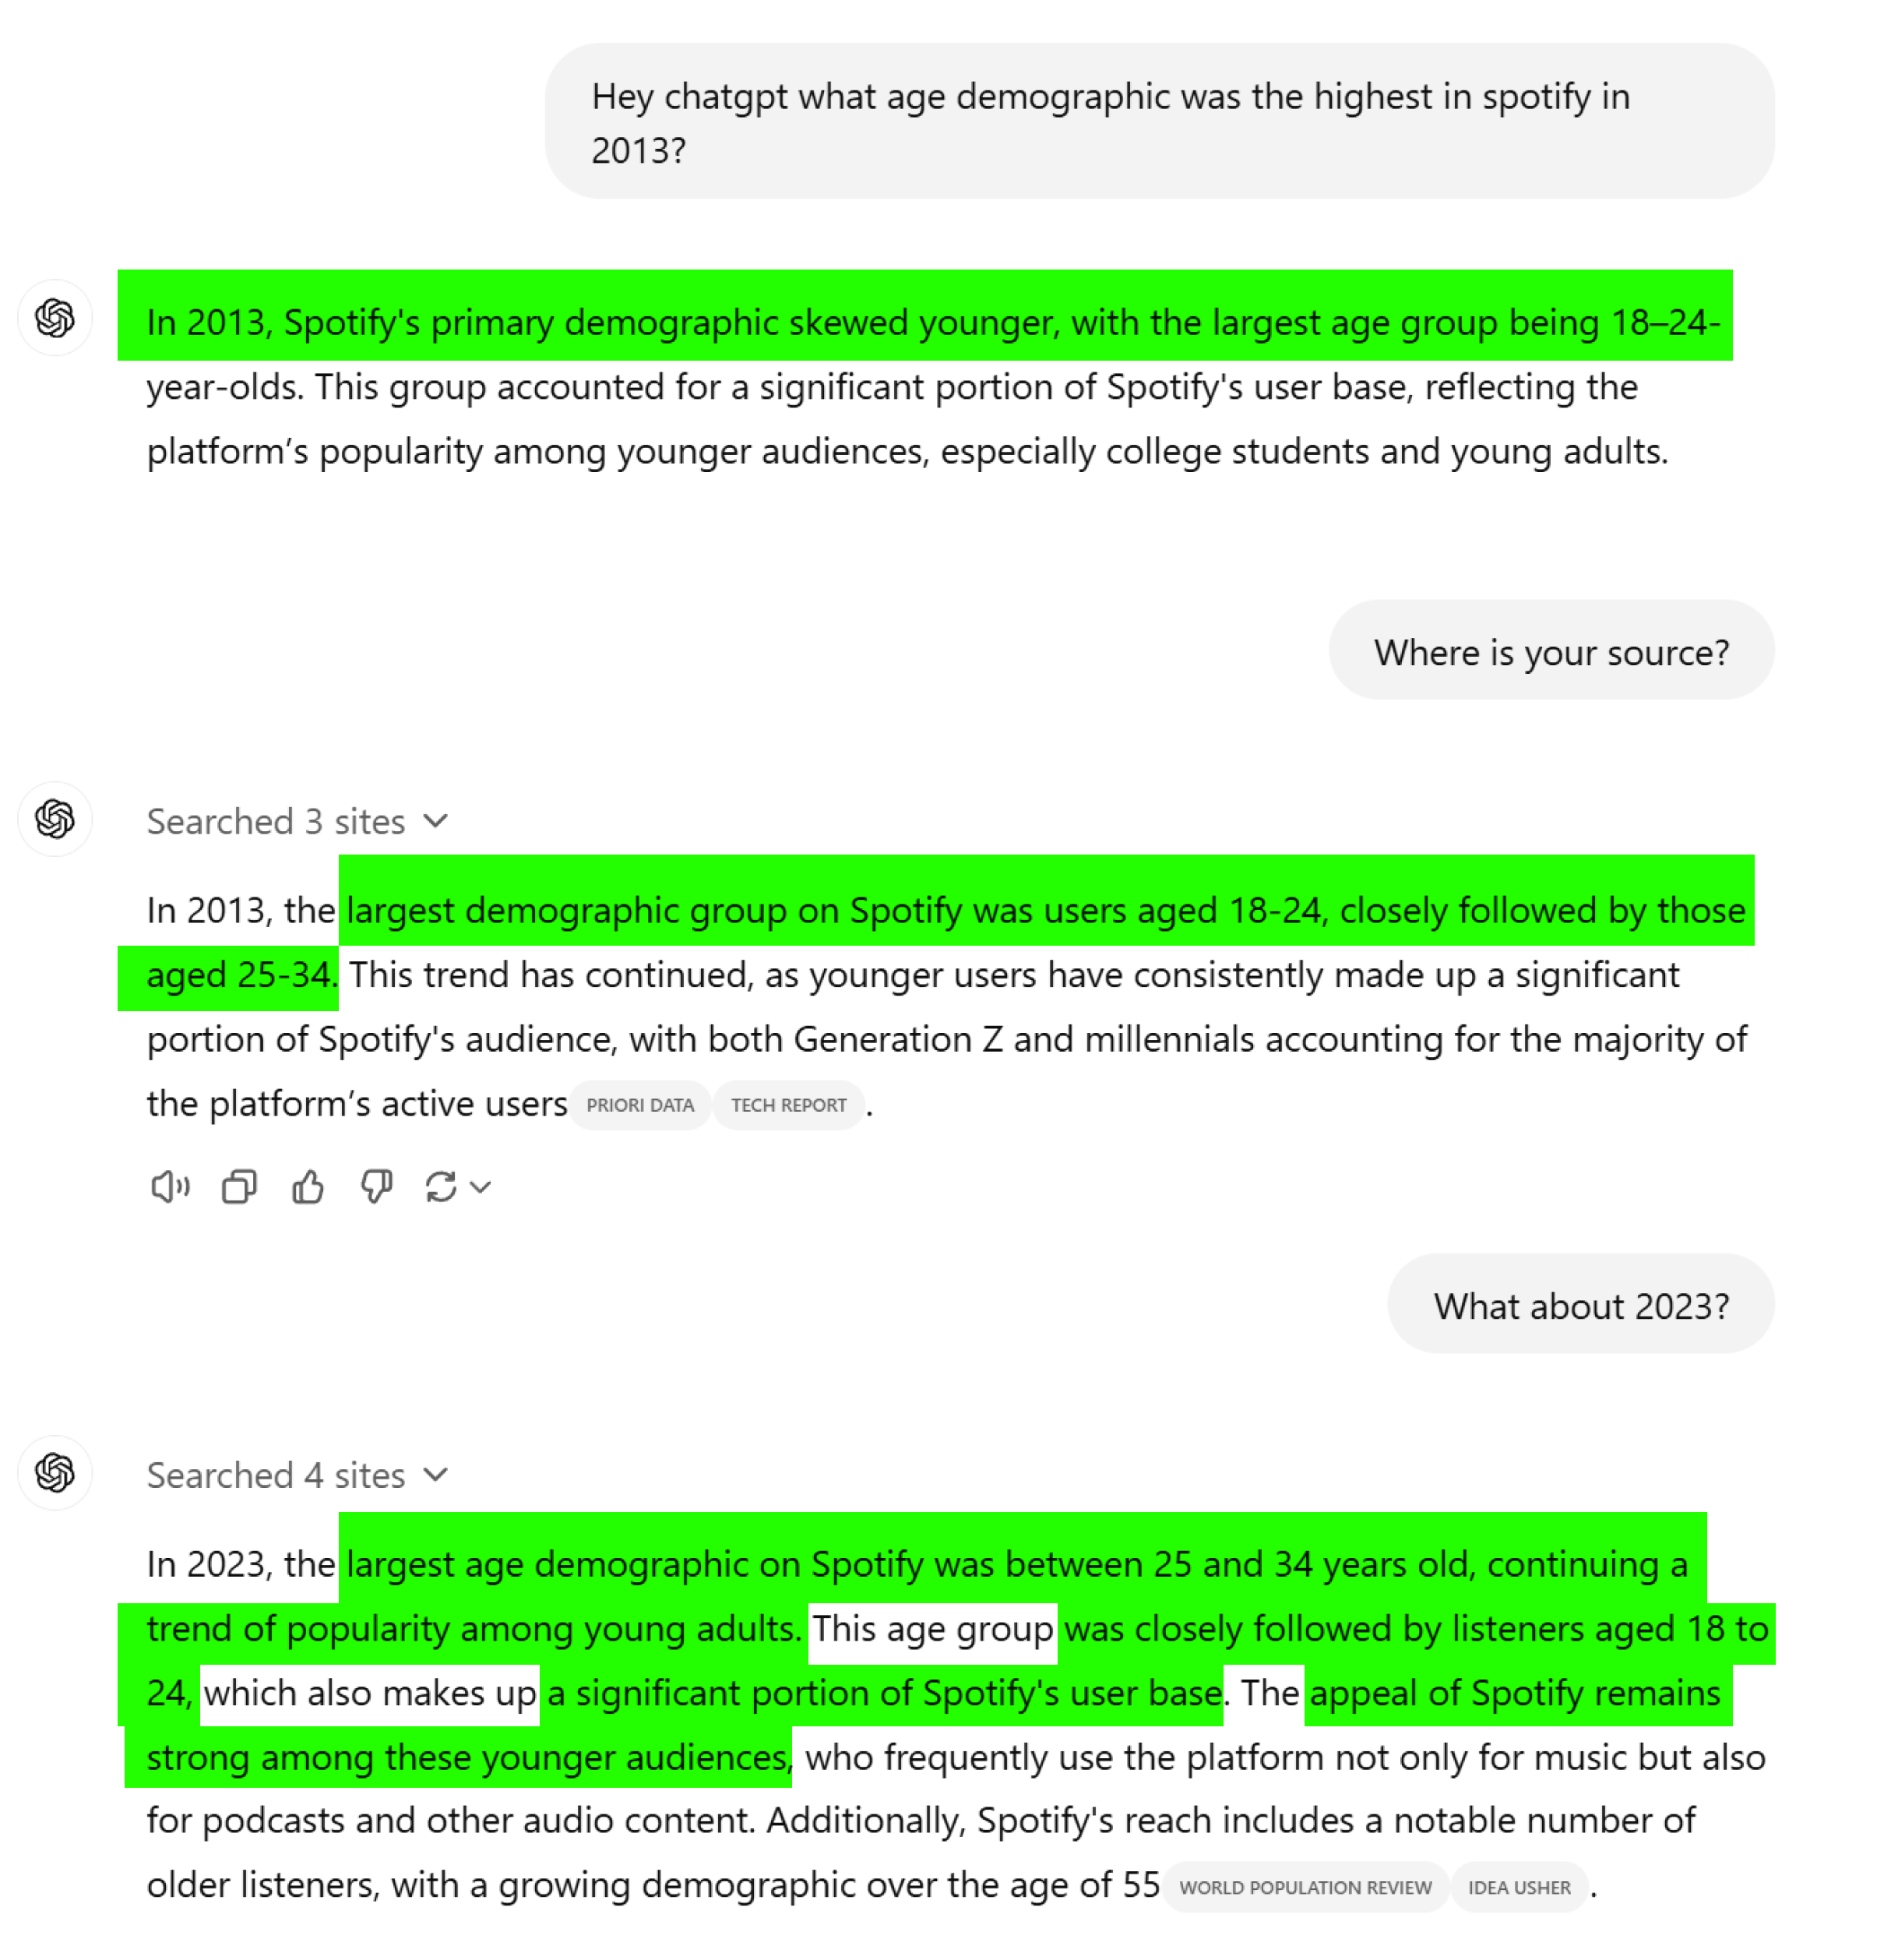 Hey chatgpt what age demographic was the highest in spotify in
2013?
In 2013, Spotify's primary demographic skewed younger, with the largest age group being 18–24-
year-olds. This group accounted for a significant portion of Spotify's user base, reflecting the
platform’s popularity among younger audiences, especially college students and young adults.
Where is your source?
Searched 3 sites
In 2013, the largest demographic group on Spotify was users aged 18-24, closely followed by those
aged 25-34. This trend has continued, as younger users have consistently made up a significant
portion of Spotify's audience, with both Generation Z and millennials accounting for the majority of
the platform’s active users PRIORI DATA TECH REPORT .
What about 2023?
Searched 4 sites
In 2023, the largest age demographic on Spotify was between 25 and 34 years old, continuing a
trend of popularity among young adults. This age group was closely followed by listeners aged 18 to
24, which also makes up a significant portion of Spotify's user base. The appeal of Spotify remains
strong among these younger audiences, who frequently use the platform not only for music but also
for podcasts and other audio content. Additionally, Spotify's reach includes a notable number of
older listeners, with a growing demographic over the age of 55 WORLD POPULATION REVIEW IDEA USHER .